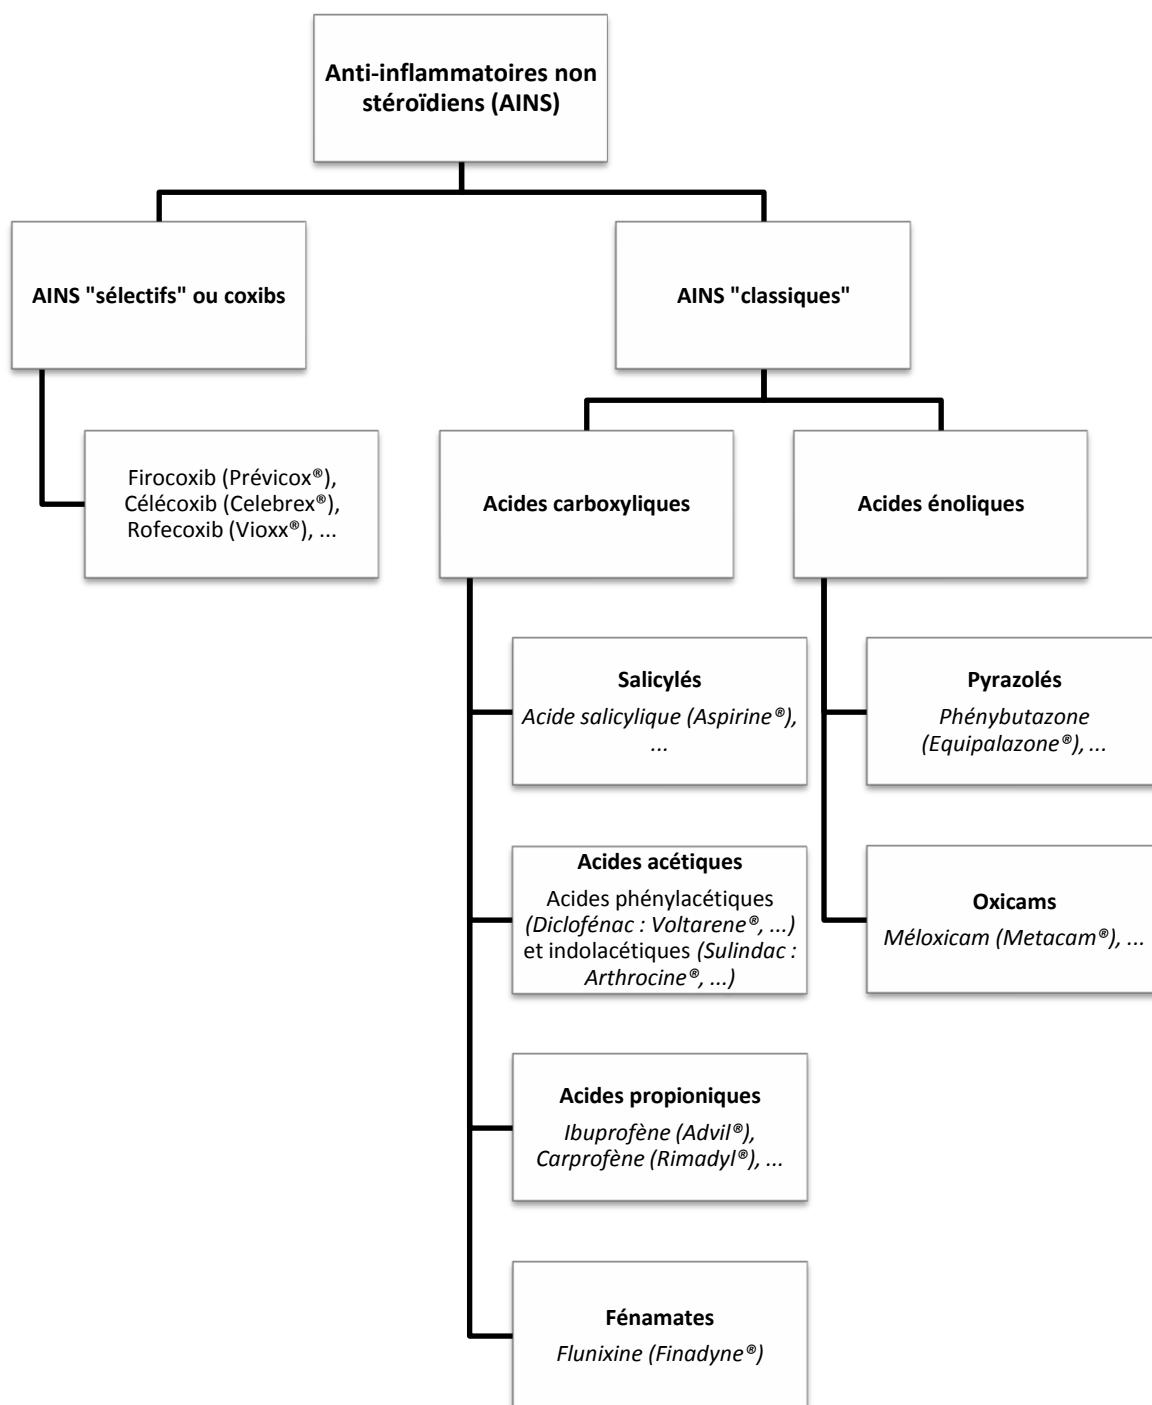 Anti-inflammatoires non
stéroïdiens (AINS)
AINS "sélectifs" ou coxibs
AINS "classiques"
Firocoxib (Prévicox®),
Célécoxib (Celebrex®),
Rofecoxib (Vioxx®), ...
Acides carboxyliques
Acides énoliques
Salicylés
Acide salicylique (Aspirine®),
...
Pyrazolés
Phénybutazone
(Equipalazone®), ...
Acides acétiques
Acides phénylacétiques
(Diclofénac : Voltarene®, ...)
et indolacétiques (Sulindac :
Arthrocine®, ...)
Oxicams
Méloxicam (Metacam®), ...
Acides propioniques
Ibuprofène (Advil®),
Carprofène (Rimadyl®), ...
Fénamates
Flunixine (Finadyne®)